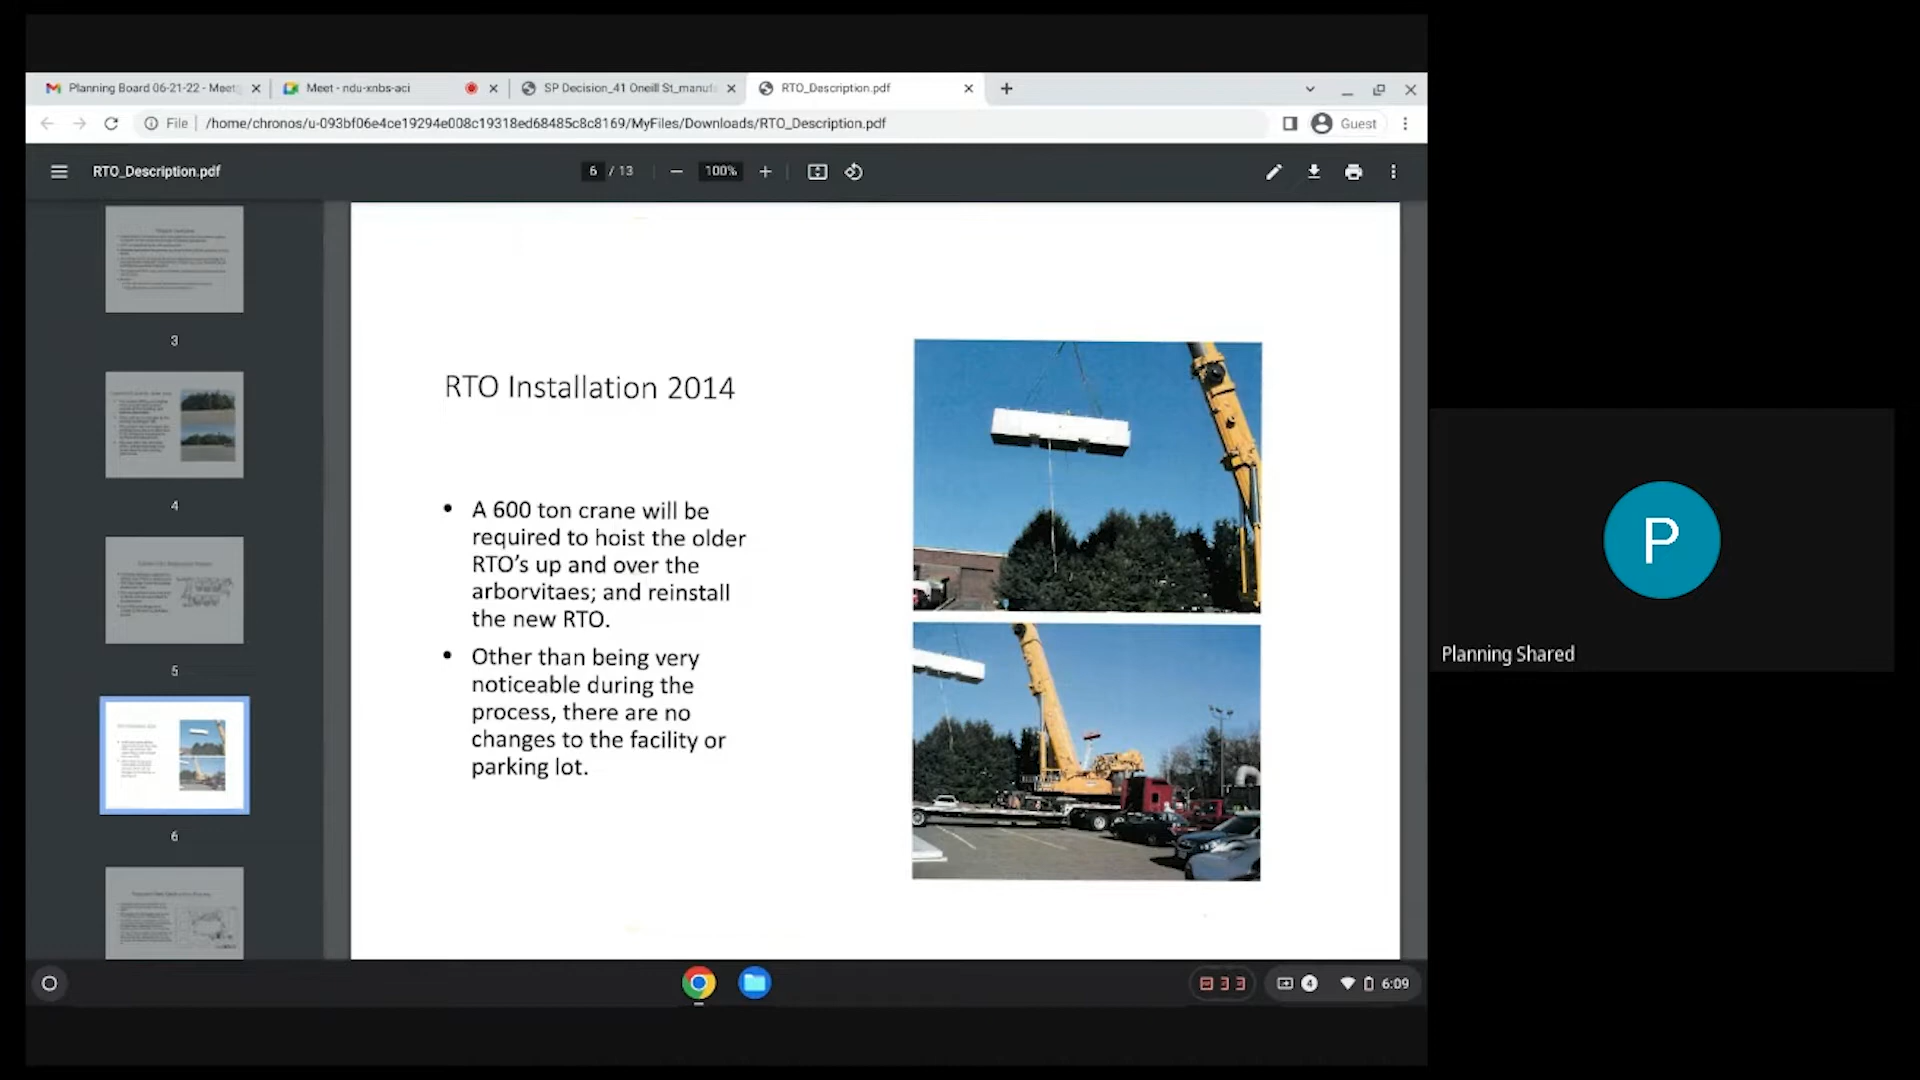 Planning Board 06-21-22 - Meet
Meet - ndu-xnbs-aci
SP Decision_41 Oneill St_manuf
RTO_Description.pdf
File
/home/chronos/u-093bf06e4ce19294e008c19318ed68485c8c8169/MyFiles/Downloads/RTO_Description.pdf
Guest
RTO_Description.pdf
6 / 13
100%
3
4
5
6
RTO Installation 2014
• A 600 ton crane will be
required to hoist the older
RTO's up and over the
arborvitaes; and reinstall
the new RTO.
• Other than being very
noticeable during the
process, there are no
changes to the facility or
parking lot.
P
Planning Shared
4
6:09